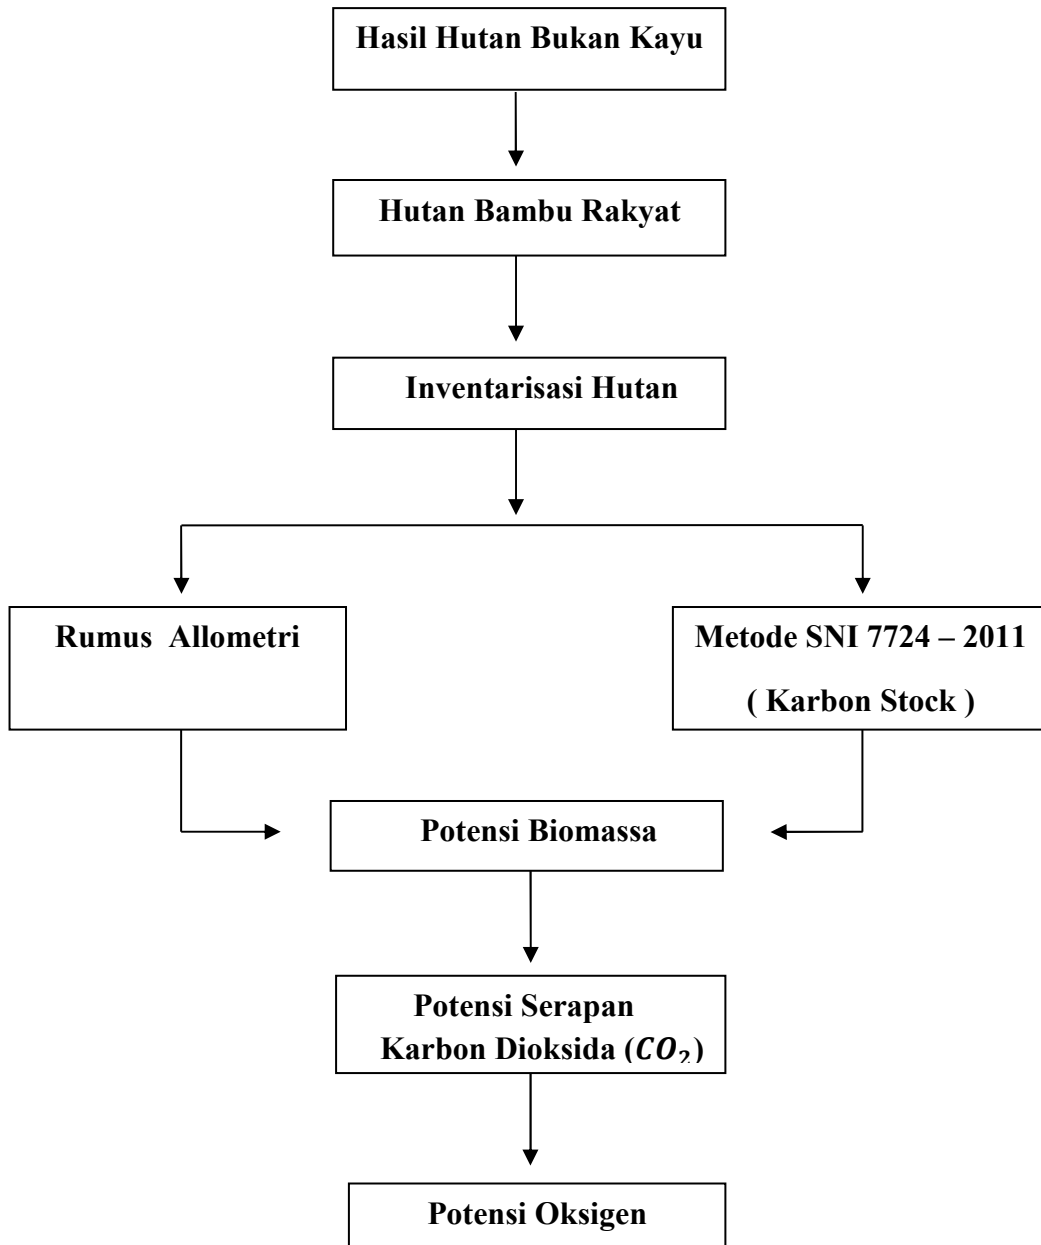 Hasil Hutan Bukan Kayu
Hutan Bambu Rakyat
Inventarisasi Hutan
Rumus Allometri
Metode SNI 7724 – 2011
( Karbon Stock )
Potensi Biomassa
Potensi Serapan
Karbon Dioksida (𝑪𝑶₂)
Potensi Oksigen